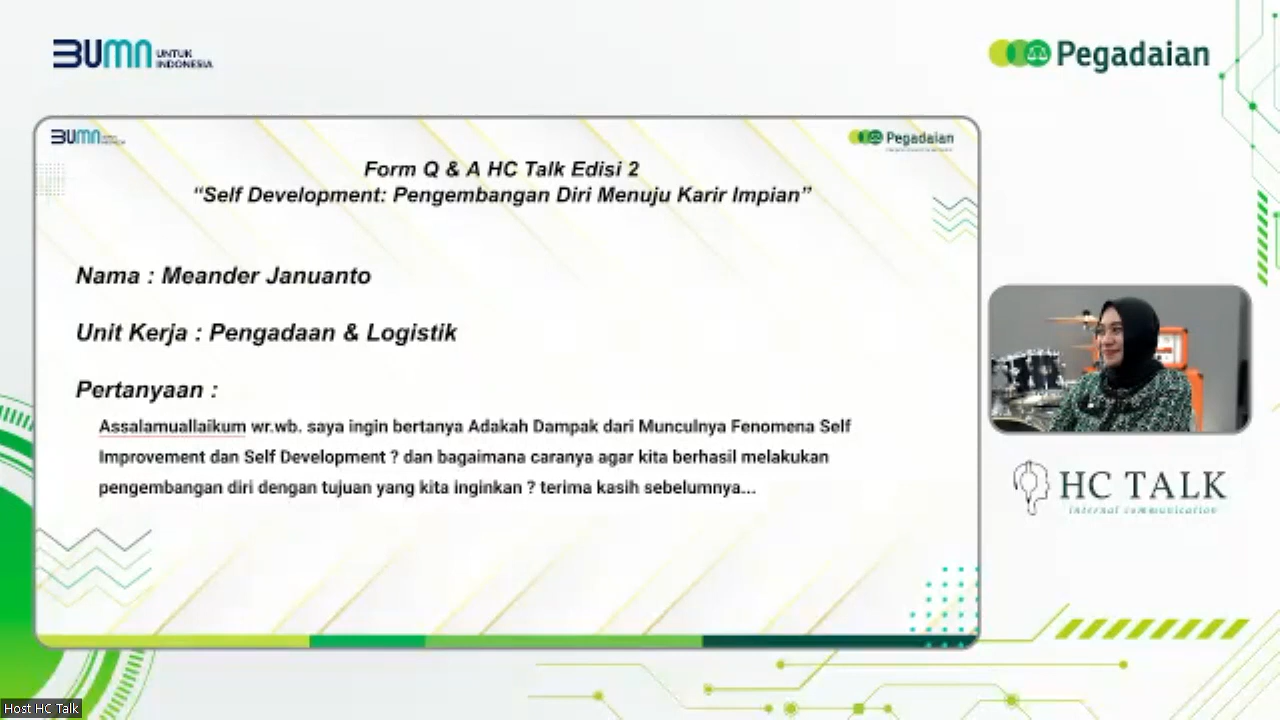 BUMN UNTUK INDONESIA
Pegadaian
BUMN
Pegadaian
Form Q & A HC Talk Edisi 2
“Self Development: Pengembangan Diri Menuju Karir Impian”
Nama : Meander Januanto
Unit Kerja : Pengadaan & Logistik
Pertanyaan :
Assalamuallaikum wr.wb. saya ingin bertanya Adakah Dampak dari Munculnya Fenomena Self
Improvement dan Self Development ? dan bagaimana caranya agar kita berhasil melakukan
pengembangan diri dengan tujuan yang kita inginkan ? terima kasih sebelumnya...
HC TALK
internal communication
Host HC Talk